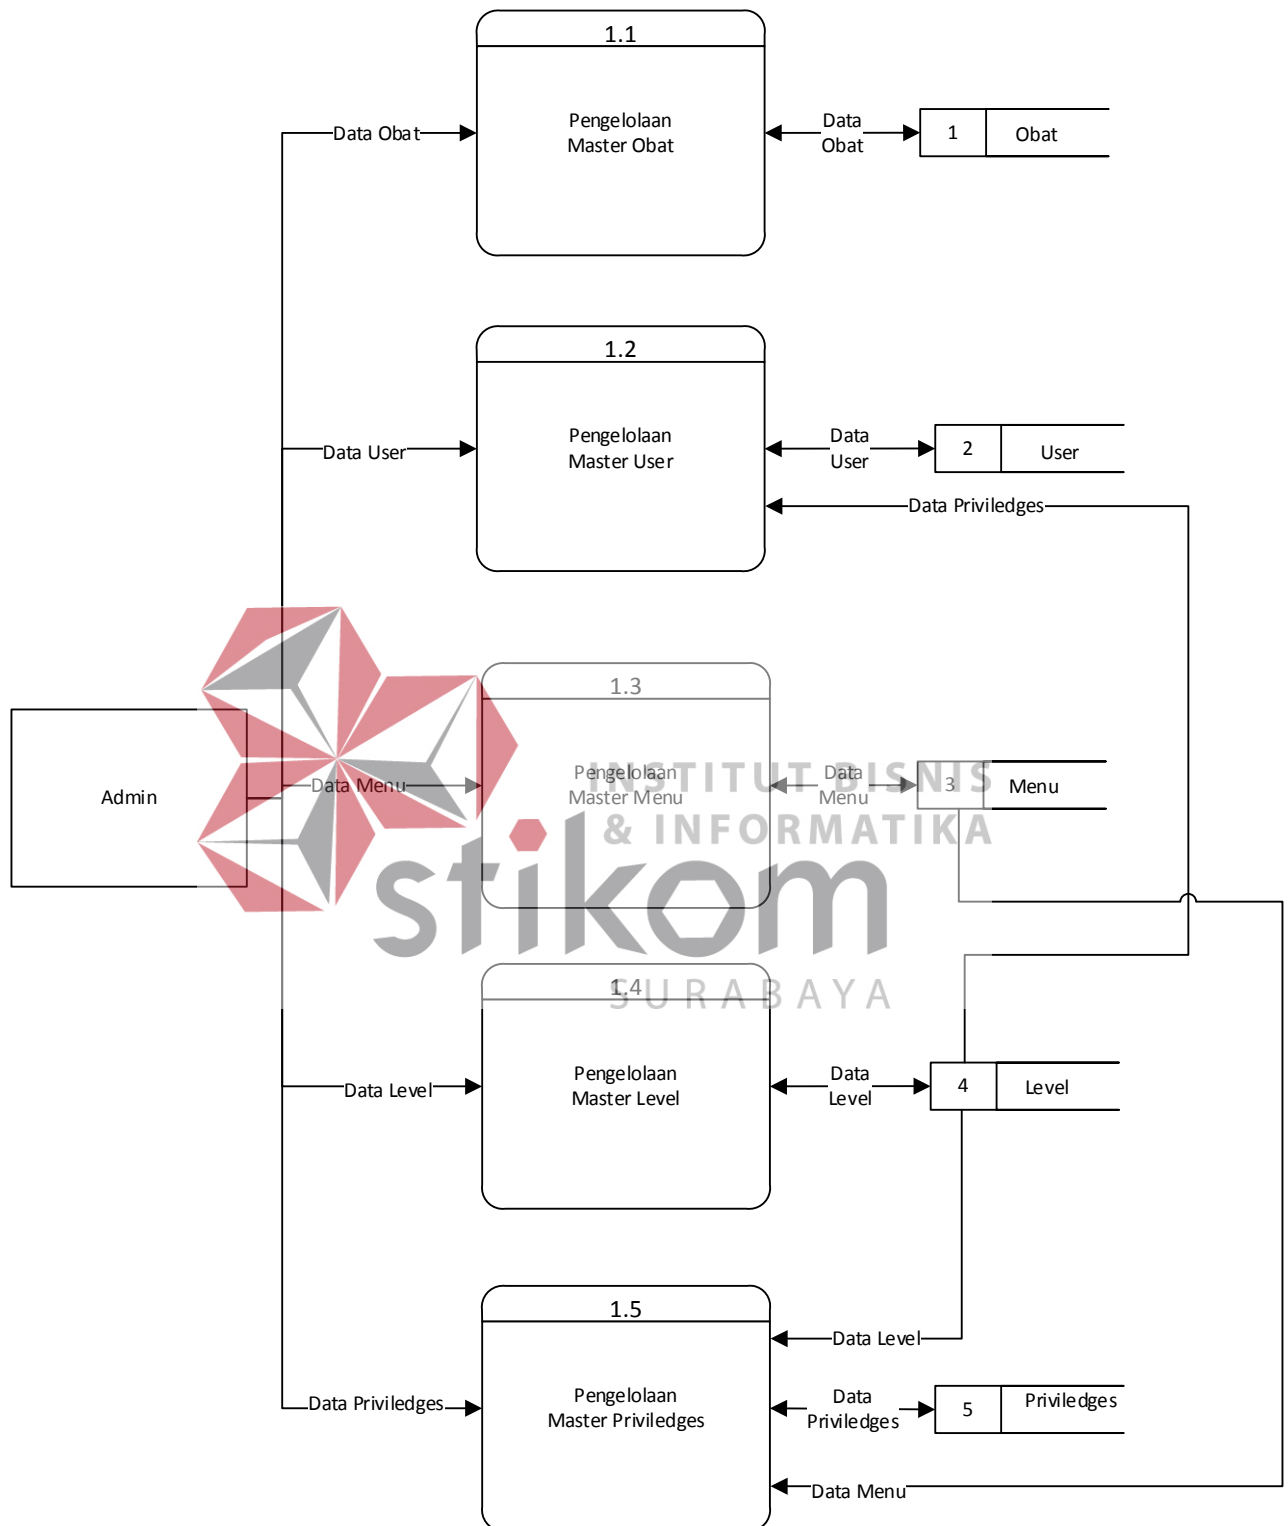 1.1
Pengelolaan
Master Obat
Data Obat
Data
Obat
1
Obat
1.2
Pengelolaan
Master User
Data User
Data
User
2
User
Data Priviledges
1.3
Pengelolaan
Master Menu
Admin
Data Menu
Data
Menu
3
Menu
INSTITUT BISNIS
& INFORMATIKA
stikom
SURABAYA
1.4
Pengelolaan
Master Level
Data Level
Data
Level
4
Level
1.5
Pengelolaan
Master Priviledges
Data Priviledges
Data Level
Data
Priviledges
5
Priviledges
Data Menu